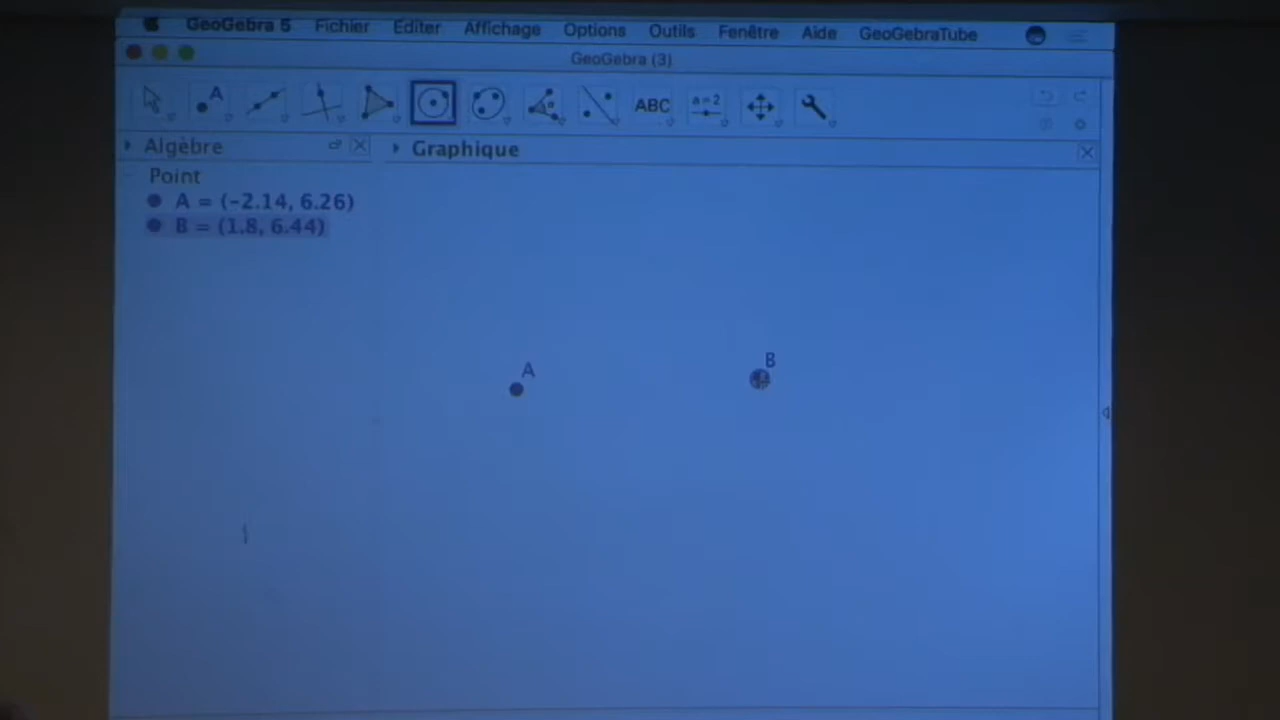 GeoGebra 5 Fichier Éditer Affichage Options Outils Fenêtre Aide GeoGebraTube
GeoGebra (3)
A ABC a=2
Algèbre Graphique
Point
A = (-2.14, 6.26)
B = (1.8, 6.44)
B
A